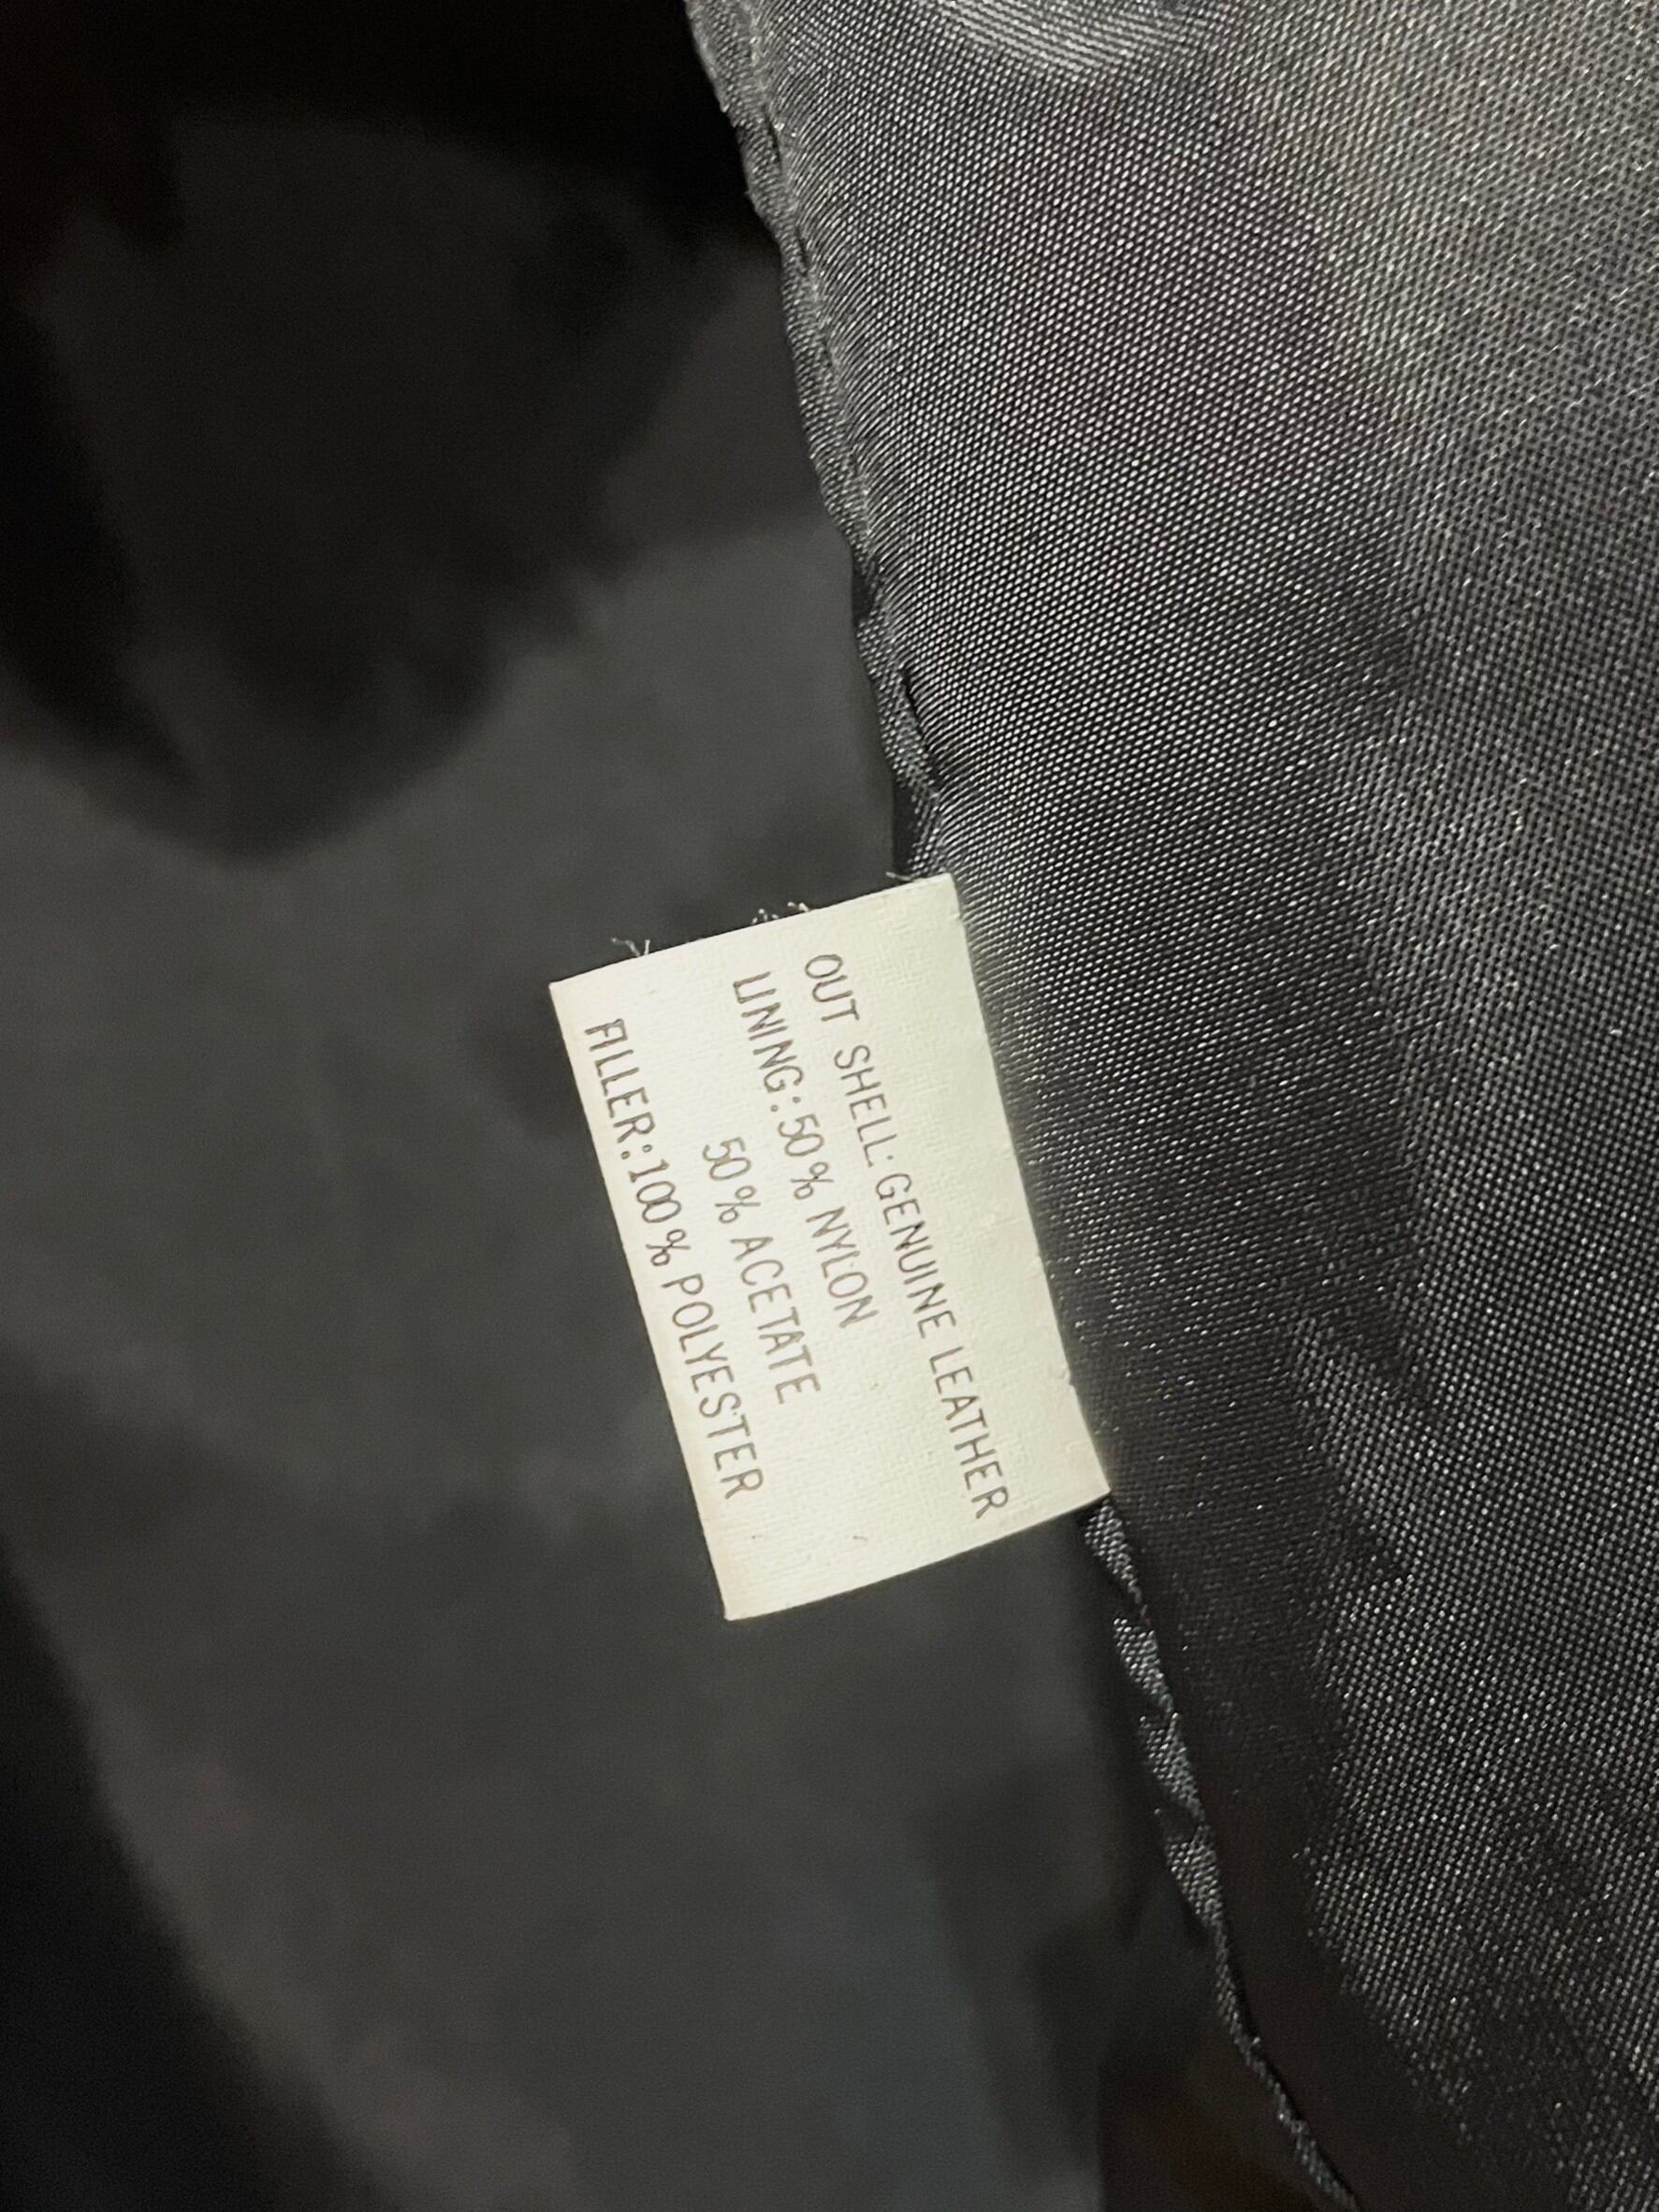 OUT SHELL: GENUINE LEATHER
LINING:50% NYLON
50% ACETATE
FILLER:100% POLYESTER